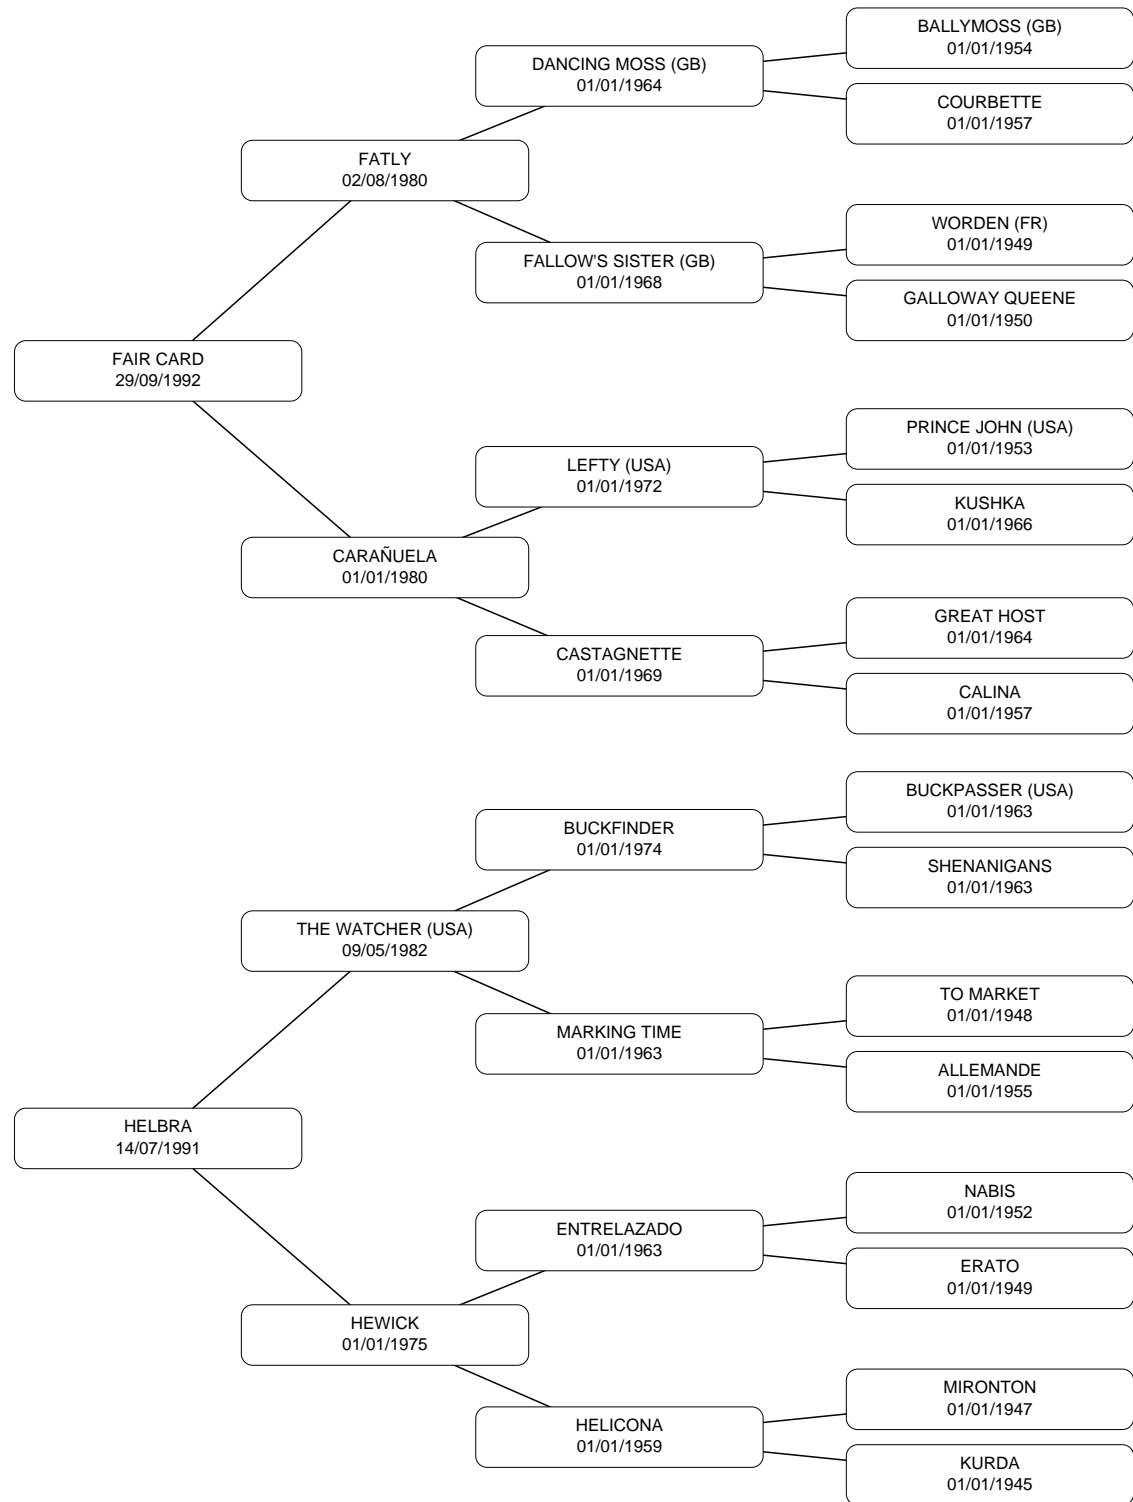 BALLYMOSS (GB)
01/01/1954
DANCING MOSS (GB)
01/01/1964
COURBETTE
01/01/1957
FATLY
02/08/1980
WORDEN (FR)
01/01/1949
FALLOW'S SISTER (GB)
01/01/1968
GALLOWAY QUEENE
01/01/1950
FAIR CARD
29/09/1992
PRINCE JOHN (USA)
01/01/1953
LEFTY (USA)
01/01/1972
KUSHKA
01/01/1966
CARAÑUELA
01/01/1980
GREAT HOST
01/01/1964
CASTAGNETTE
01/01/1969
CALINA
01/01/1957
BUCKPASSER (USA)
01/01/1963
BUCKFINDER
01/01/1974
SHENANIGANS
01/01/1963
THE WATCHER (USA)
09/05/1982
TO MARKET
01/01/1948
MARKING TIME
01/01/1963
ALLEMANDE
01/01/1955
HELBRA
14/07/1991
NABIS
01/01/1952
ENTRELAZADO
01/01/1963
ERATO
01/01/1949
HEWICK
01/01/1975
MIRONTON
01/01/1947
HELICONA
01/01/1959
KURDA
01/01/1945